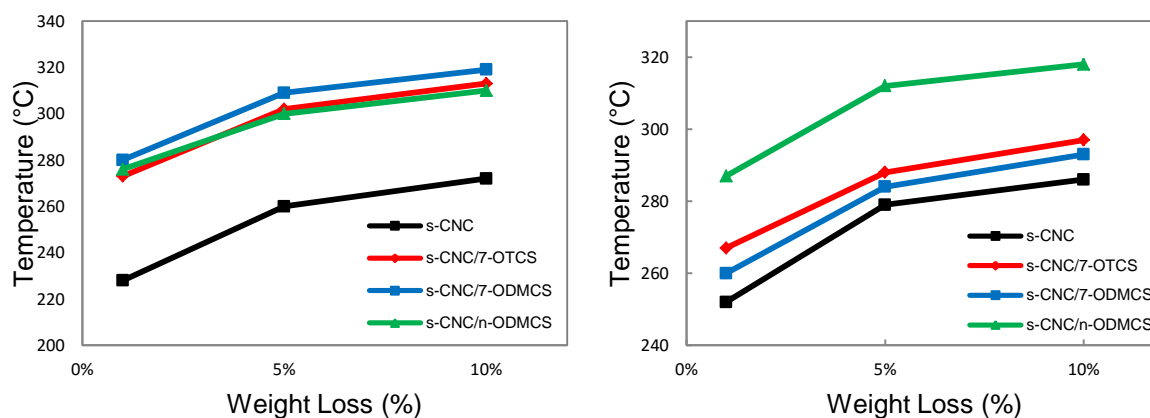 340
320
300
280
260
240
220
200
0%
5%
10%
Temperature (°C)
Weight Loss (%)
s-CNC
s-CNC/7-OTCS
s-CNC/7-ODMCS
s-CNC/n-ODMCS
320
300
280
260
240
0%
5%
10%
Temperature (°C)
Weight Loss (%)
s-CNC
s-CNC/7-OTCS
s-CNC/7-ODMCS
s-CNC/n-ODMCS